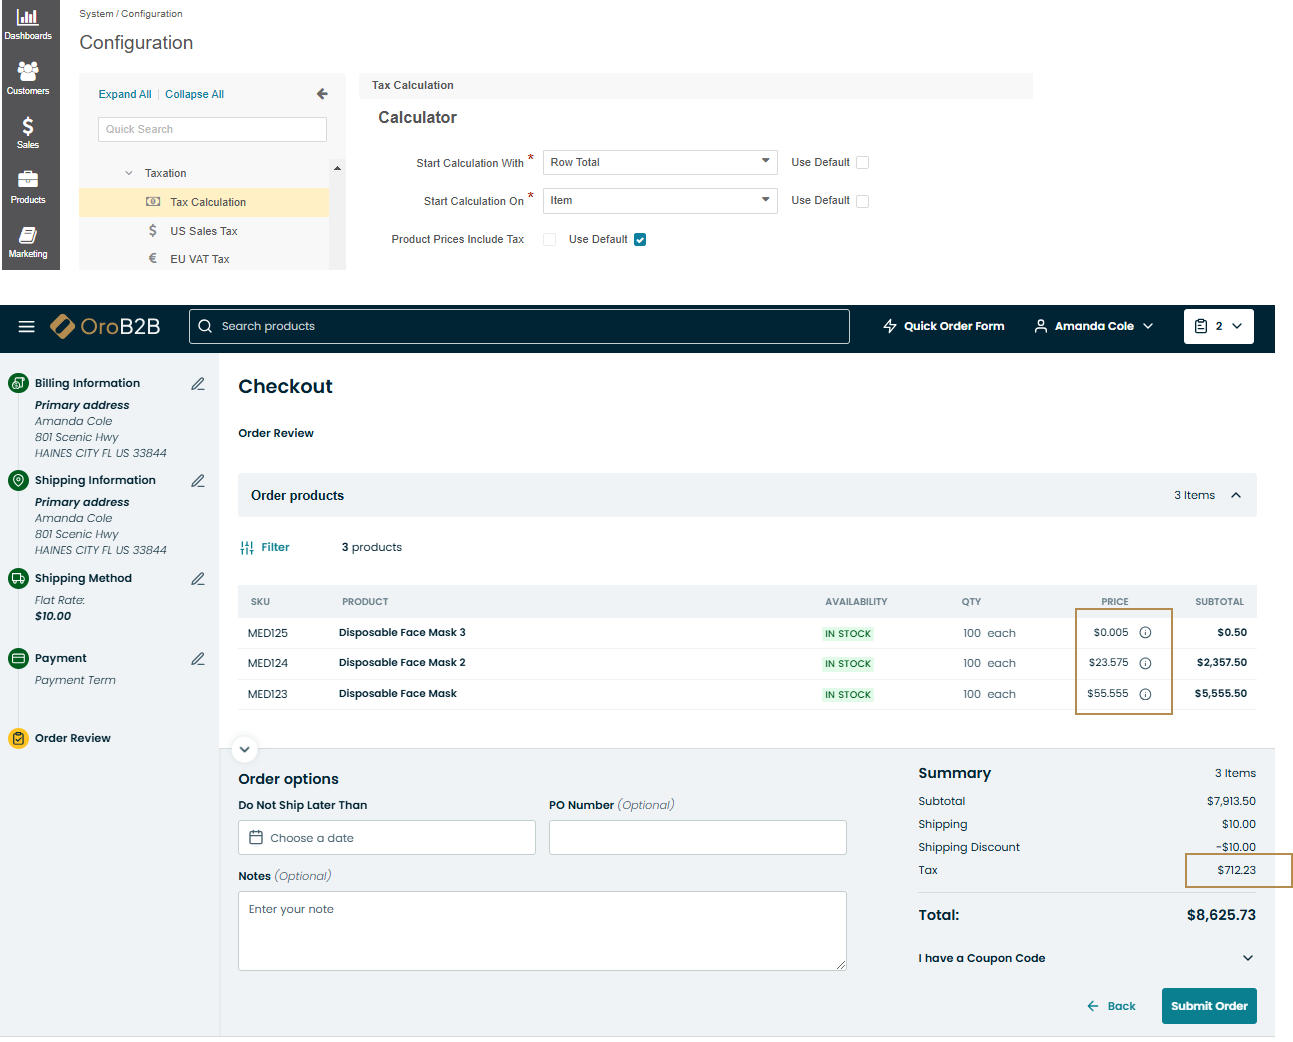 System / Configuration
Configuration
Dashboards
Customers
Sales
Products
Marketing
Expand All | Collapse All
Quick Search
Taxation
Tax Calculation
US Sales Tax
EU VAT Tax
Tax Calculation
Calculator
Start Calculation With * Row Total Use Default
Start Calculation On * Item Use Default
Product Prices Include Tax Use Default
OroB2B
Search products
Quick Order Form
Amanda Cole
2
Billing Information
Primary address
Amanda Cole
801 Scenic Hwy
HAINES CITY FL US 33844
Shipping Information
Primary address
Amanda Cole
801 Scenic Hwy
HAINES CITY FL US 33844
Shipping Method
Flat Rate:
$10.00
Payment
Payment Term
Order Review
Checkout
Order Review
Order products 3 Items
Filter 3 products
SKU PRODUCT AVAILABILITY QTY PRICE SUBTOTAL
MED125 Disposable Face Mask 3 IN STOCK 100 each $0.005 $0.50
MED124 Disposable Face Mask 2 IN STOCK 100 each $23.575 $2,357.50
MED123 Disposable Face Mask IN STOCK 100 each $55.555 $5,555.50
Order options
Do Not Ship Later Than
Choose a date
PO Number (Optional)
Notes (Optional)
Enter your note
Summary 3 Items
Subtotal $7,913.50
Shipping $10.00
Shipping Discount -$10.00
Tax $712.23
Total: $8,625.73
I have a Coupon Code
Back
Submit Order